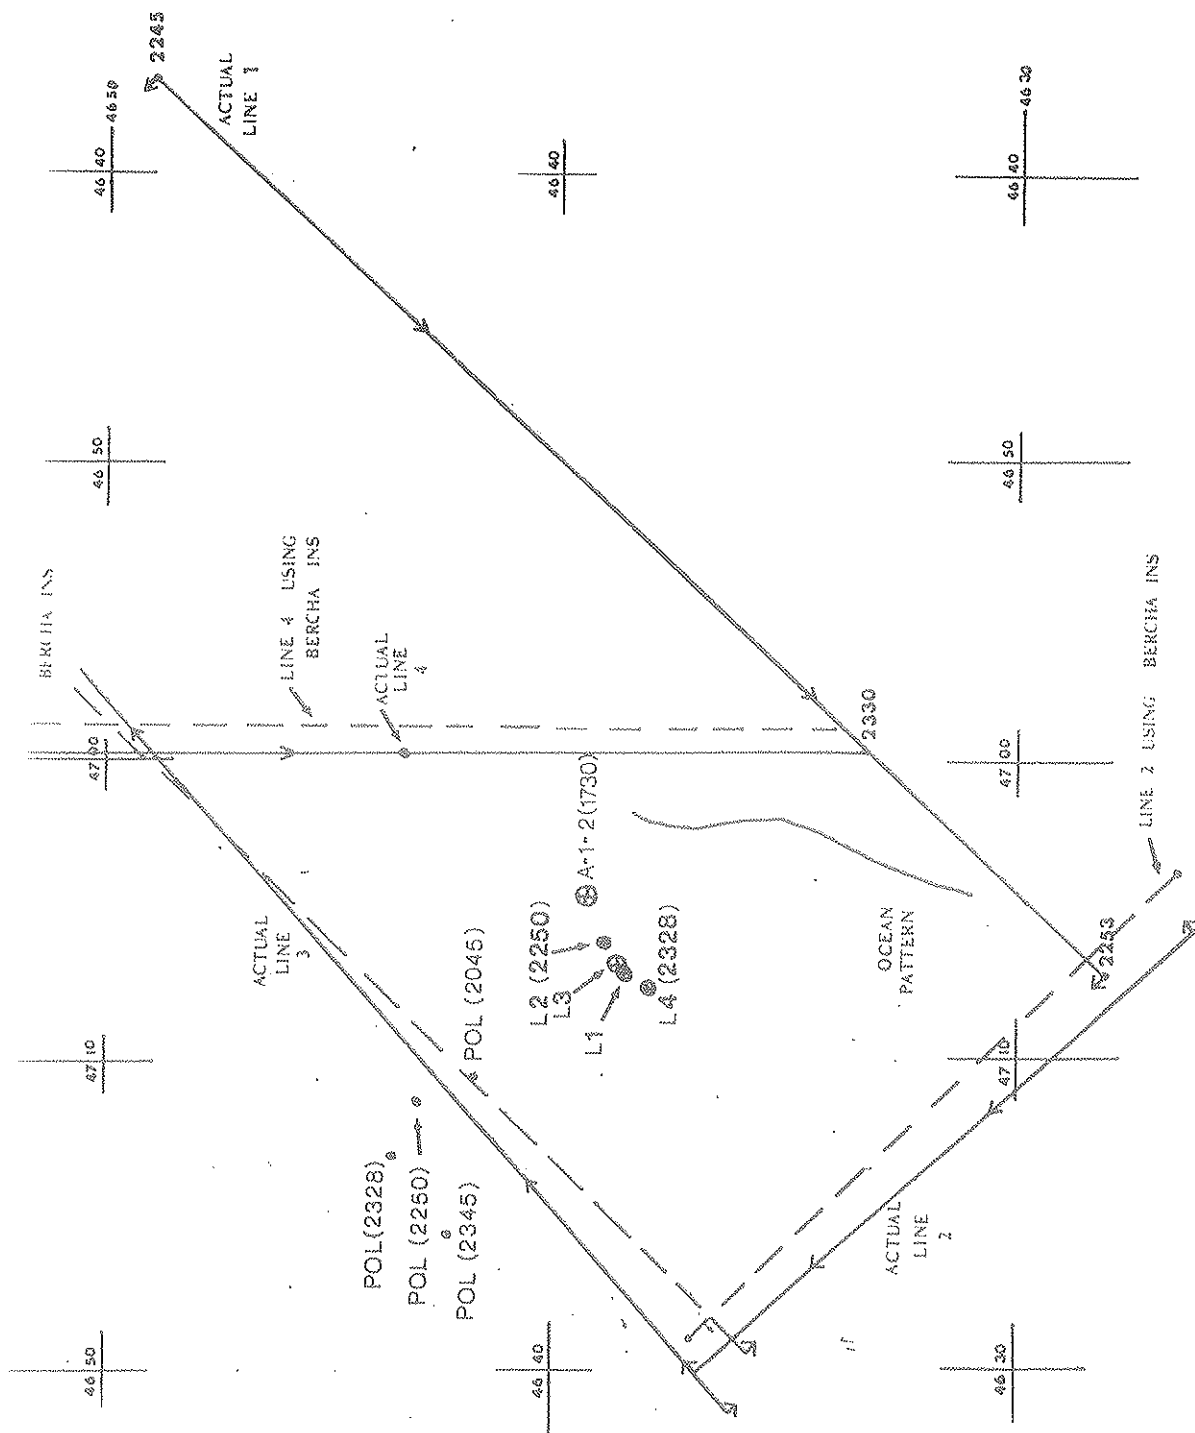 2245
ACTUAL
LINE 1
46 40
46 50
46 40
46 40
46 30
46 50
46 50
BERCHA INS
LINE 4 USING
BERCHA INS
ACTUAL
LINE
4
2330
47 00
47 00
LINE 2 USING BERCHA INS
A-1-2(1730)
L2 (2250)
L3
L1
L4 (2328)
OCEAN
PATTERN
2253
ACTUAL
LINE
3
POL (2045)
47 10
47 10
POL(2328)
POL (2250)
POL (2345)
ACTUAL
LINE
2
46 50
46 40
46 30